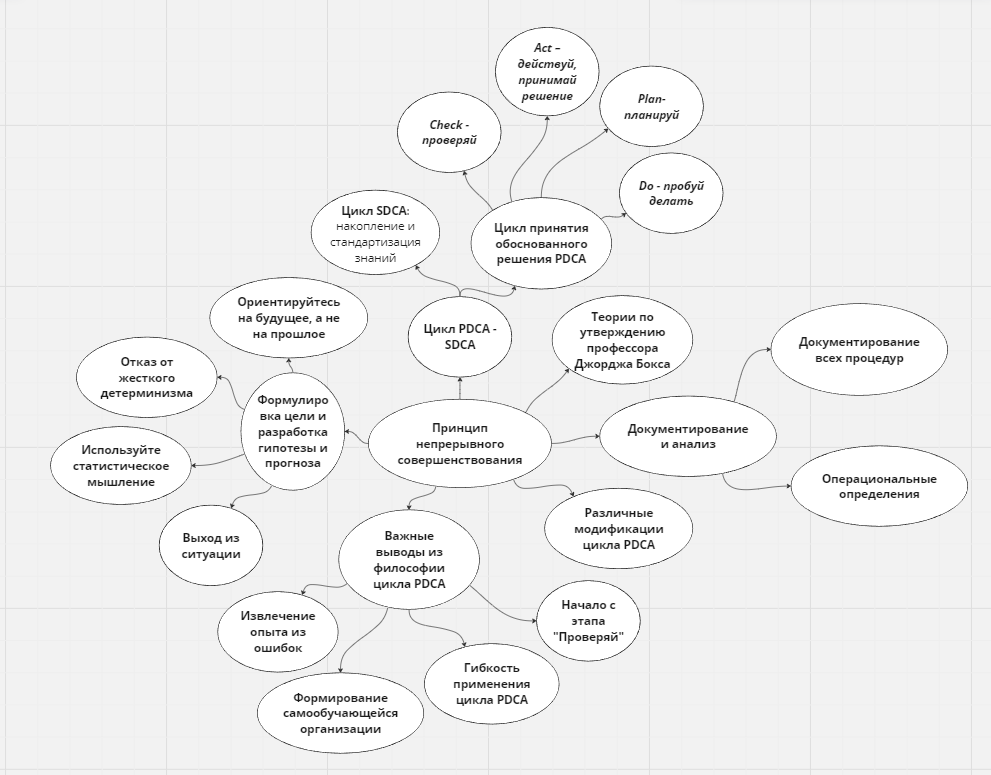 Act –
действуй,
принимай
решение
Plan-
планируй
Check -
проверяй
Do - пробуй
делать
Цикл SDCA:
накопление и
стандартизация
знаний
Цикл принятия
обоснованного
решения PDCA
Ориентируйтесь
на будущее, а не
на прошлое
Цикл PDCA -
SDCA
Теории по
утверждению
профессора
Джорджа Бокса
Документирование
всех процедур
Отказ от
жесткого
детерминизма
Формулиро
вка цели и
разработка
гипотезы и
прогноза
Принцип
непрерывного
совершенствования
Документирование
и анализ
Используйте
статистическое
мышление
Операциональные
определения
Выход из
ситуации
Важные
выводы из
философии
цикла PDCA
Различные
модификации
цикла PDCA
Извлечение
опыта из
ошибок
Начало с
этапа
"Проверяй"
Формирование
самообучающейся
организации
Гибкость
применения
цикла PDCA